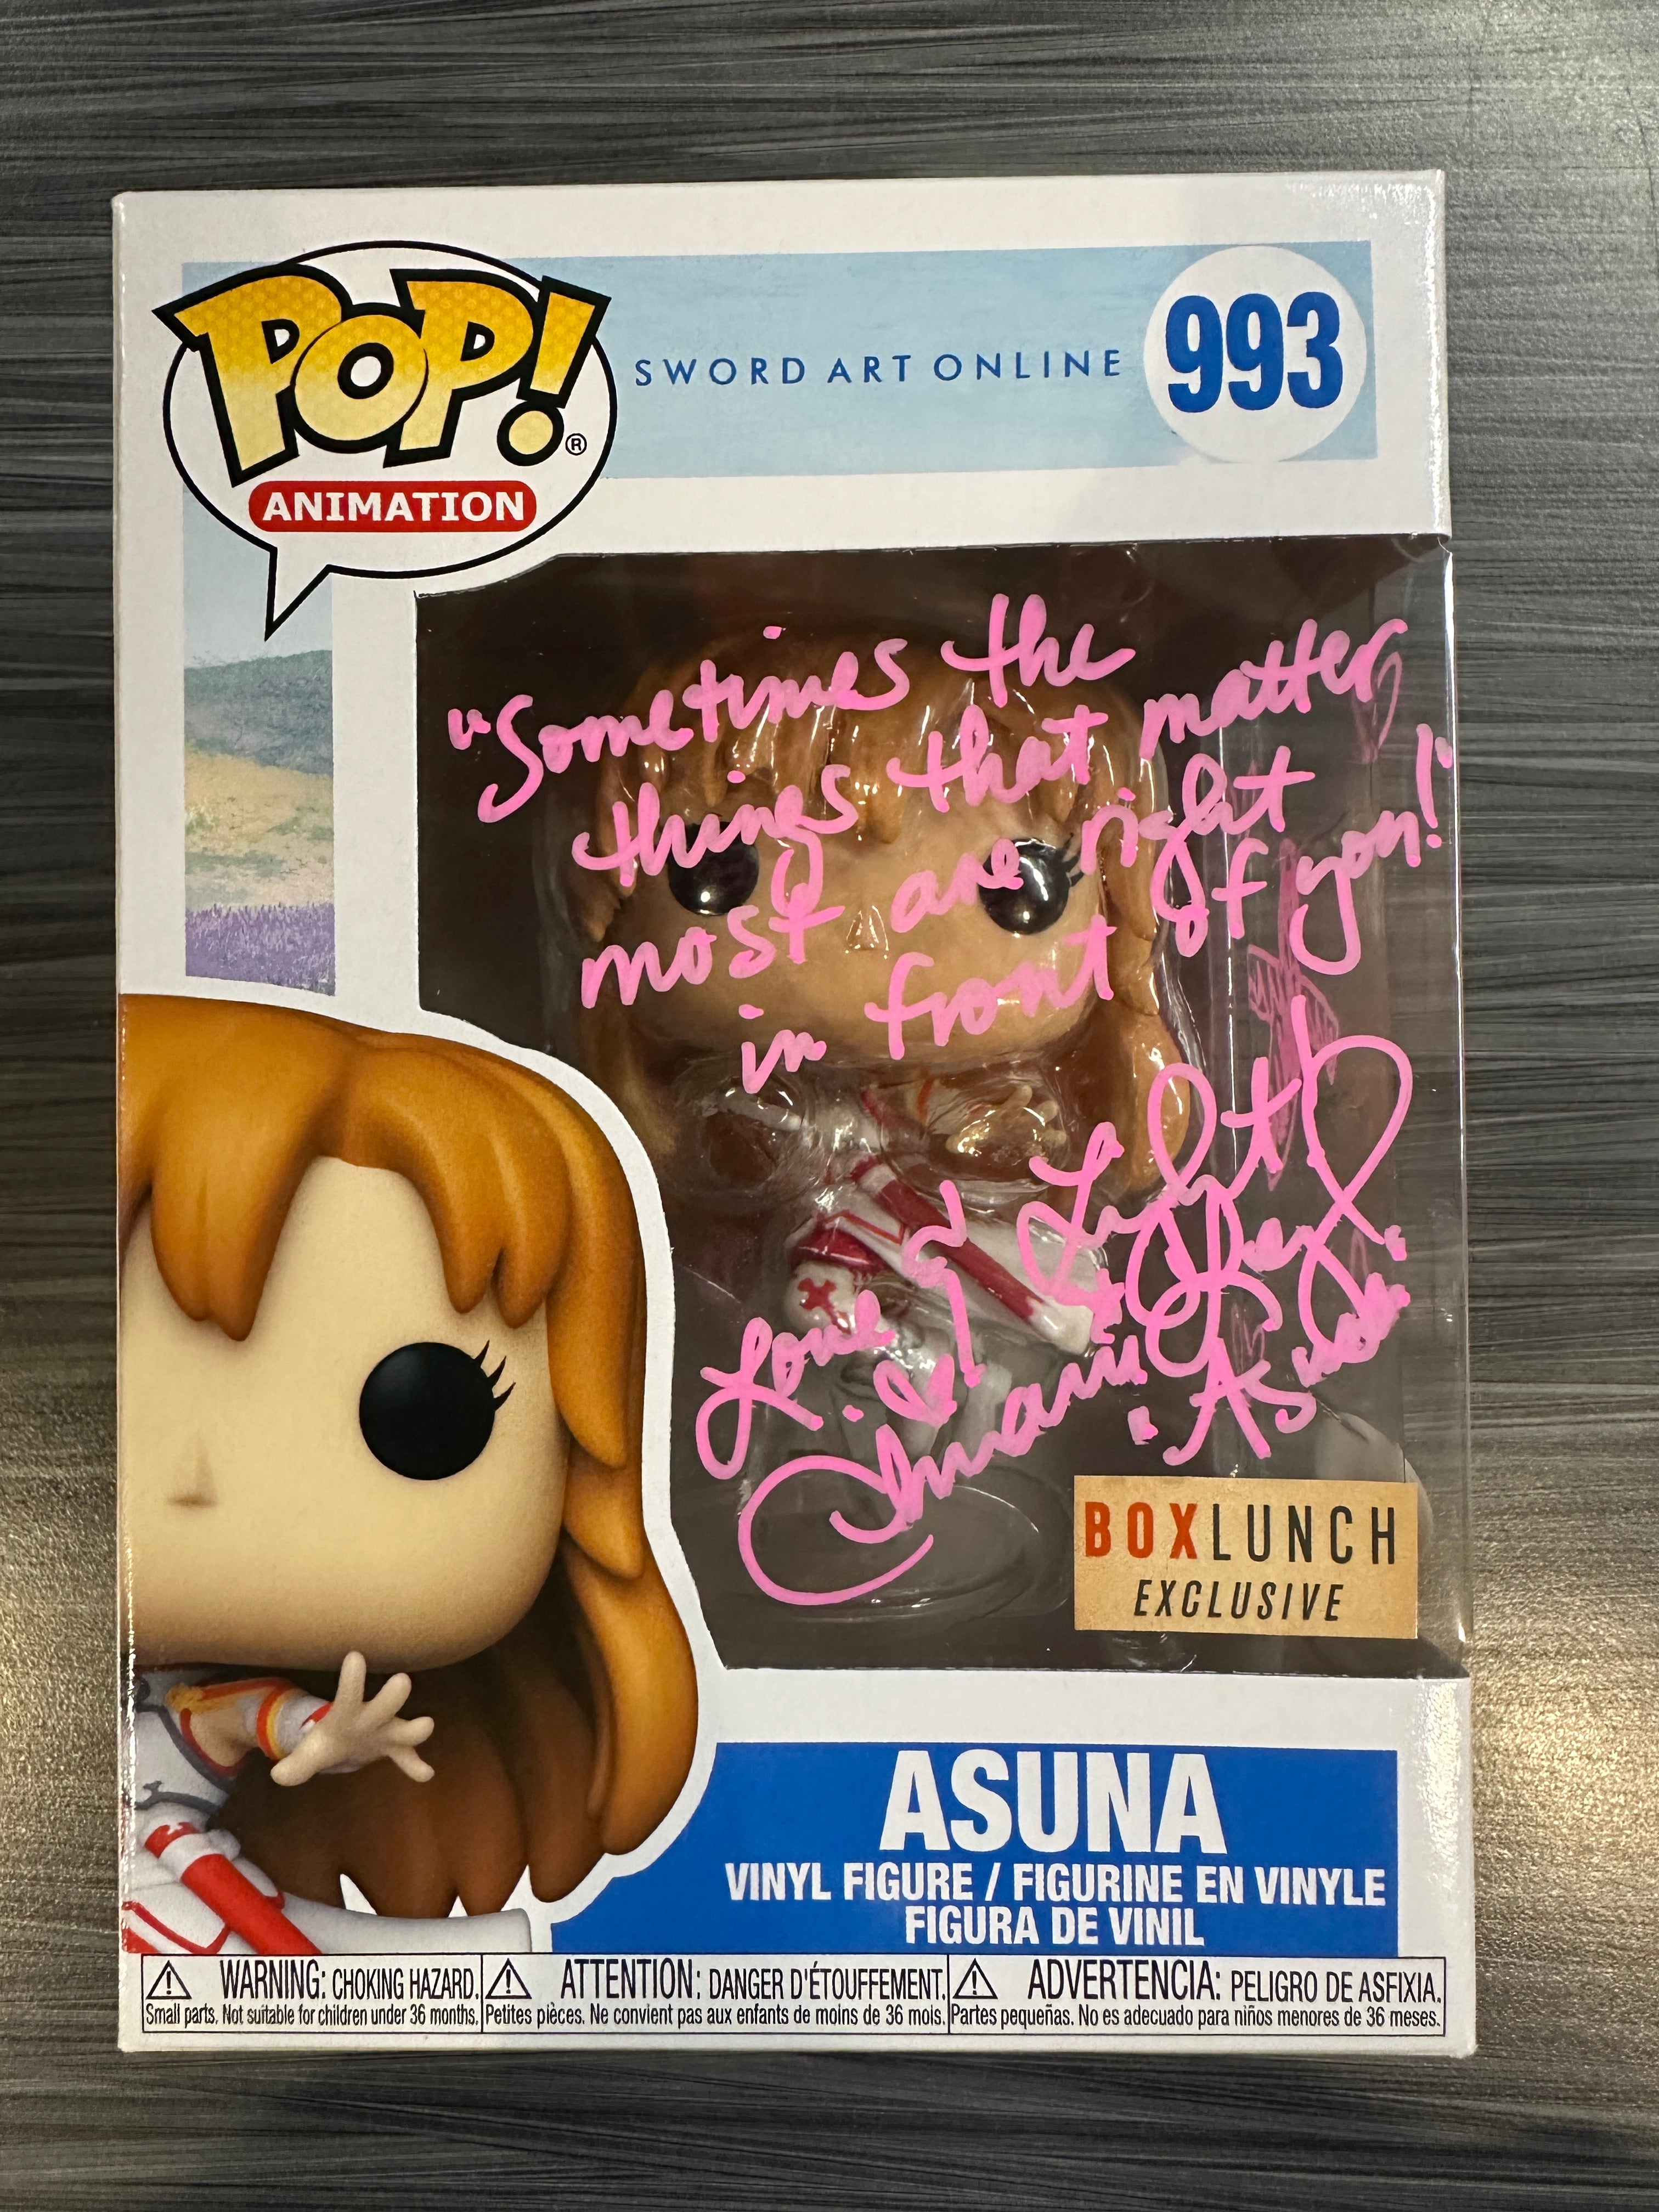 POP!®
ANIMATION
SWORD ART ONLINE
993
"Sometimes the
things that matter
most are right
in front of you!"
Love & Light
Cherami
"Asuna"
BOXLUNCH
EXCLUSIVE
ASUNA
VINYL FIGURE / FIGURINE EN VINYLE
FIGURA DE VINIL
WARNING: CHOKING HAZARD.
Small parts. Not suitable for children under 36 months.
ATTENTION: DANGER D'ÉTOUFFEMENT.
Petites pièces. Ne convient pas aux enfants de moins de 36 mois.
ADVERTENCIA: PELIGRO DE ASFIXIA.
Partes pequeñas. No es adecuado para niños menores de 36 meses.